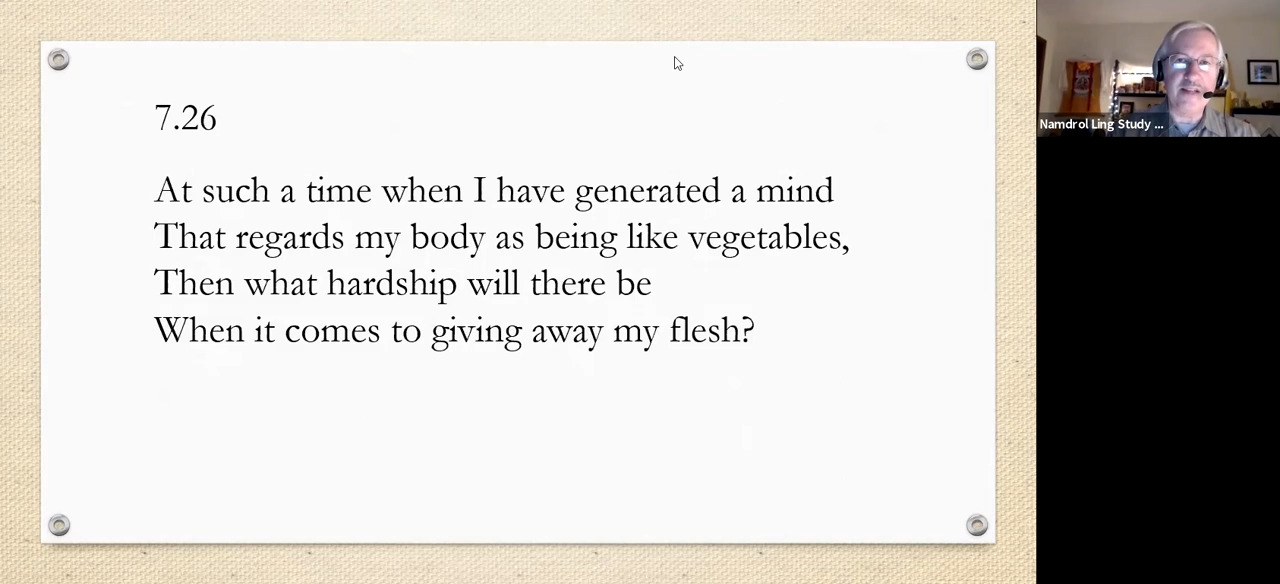 7.26
At such a time when I have generated a mind
That regards my body as being like vegetables,
Then what hardship will there be
When it comes to giving away my flesh?
Namdrol Ling Study ...